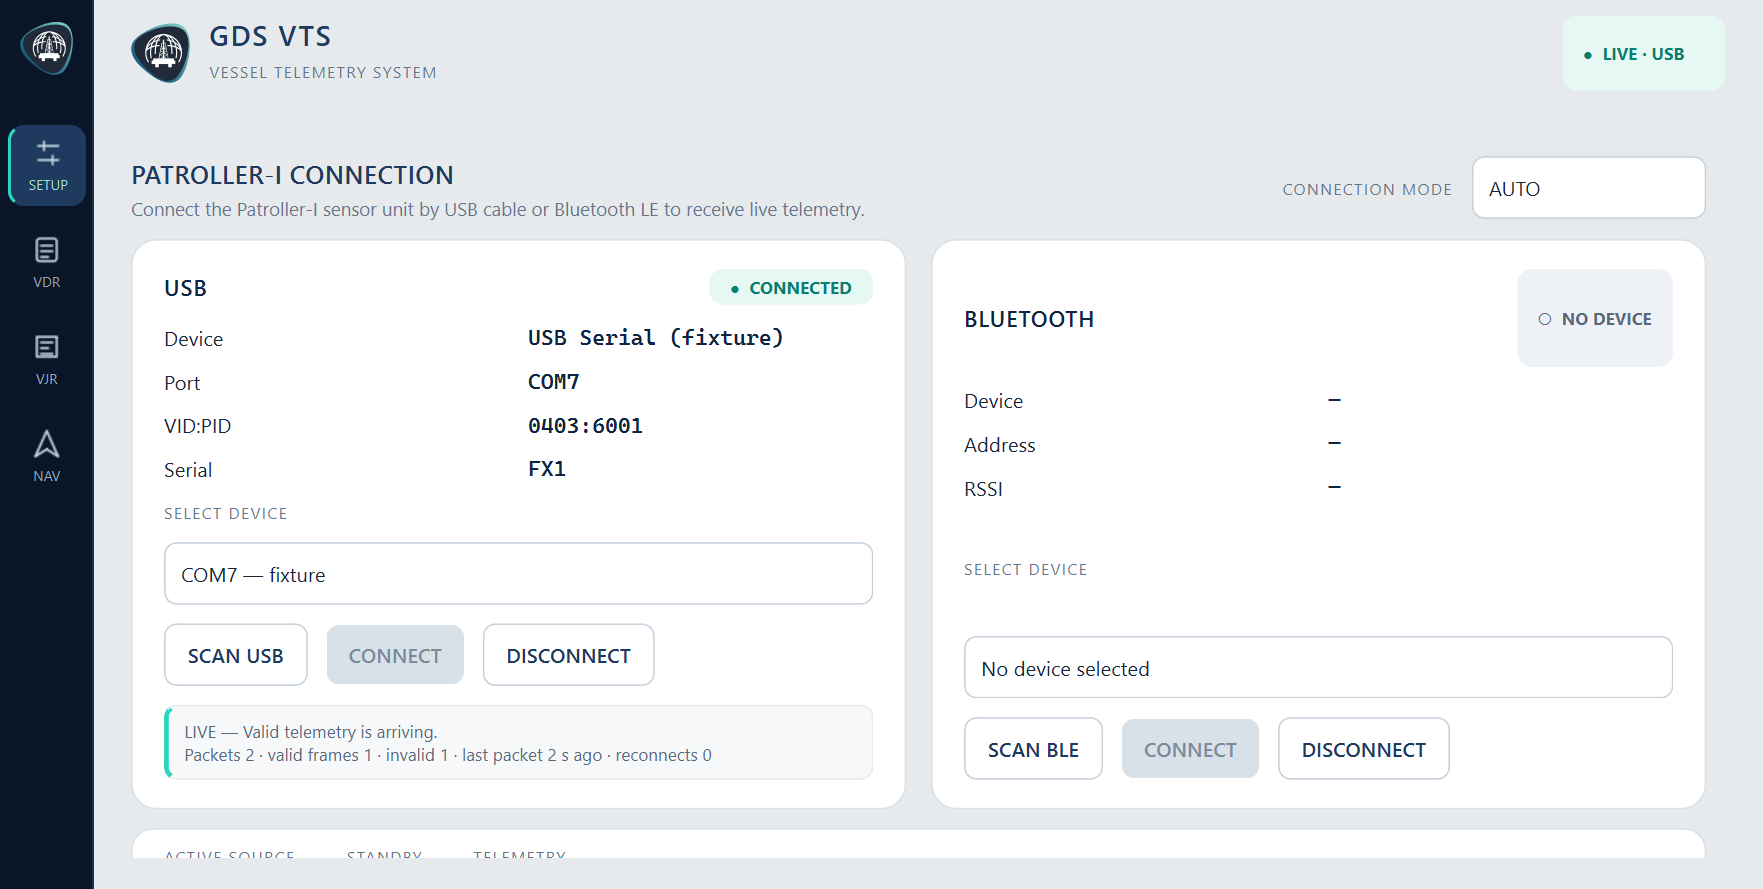 GDS VTS
VESSEL TELEMETRY SYSTEM
● LIVE · USB
SETUP
VDR
VJR
NAV
PATROLLER-I CONNECTION
Connect the Patroller-I sensor unit by USB cable or Bluetooth LE to receive live telemetry.
CONNECTION MODE
AUTO
USB
● CONNECTED
Device
USB Serial (fixture)
Port
COM7
VID:PID
0403:6001
Serial
FX1
SELECT DEVICE
COM7 — fixture
SCAN USB
CONNECT
DISCONNECT
LIVE — Valid telemetry is arriving.
Packets 2 · valid frames 1 · invalid 1 · last packet 2 s ago · reconnects 0
BLUETOOTH
○ NO DEVICE
Device
—
Address
—
RSSI
—
SELECT DEVICE
No device selected
SCAN BLE
CONNECT
DISCONNECT
ACTIVE SOURCE
STANDBY
TELEMETRY